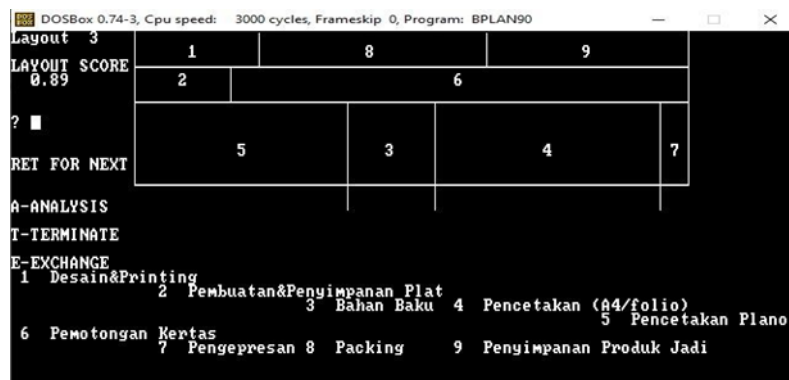 DOSBox 0.74-3, Cpu speed: 3000 cycles, Frameskip 0, Program: BPLAN90
Layout 3
1 8 9
LAYOUT SCORE
0.89 2 6
? 
5 3 4 7
RET FOR NEXT
A-ANALYSIS
T-TERMINATE
E-EXCHANGE
1 Desain&Printing
2 Pembuatan&Penyimpanan Plat
3 Bahan Baku 4 Pencetakan (A4/folio)
5 Pencetakan Plano
6 Pemotongan Kertas
7 Pengepresan 8 Packing 9 Penyimpanan Produk Jadi